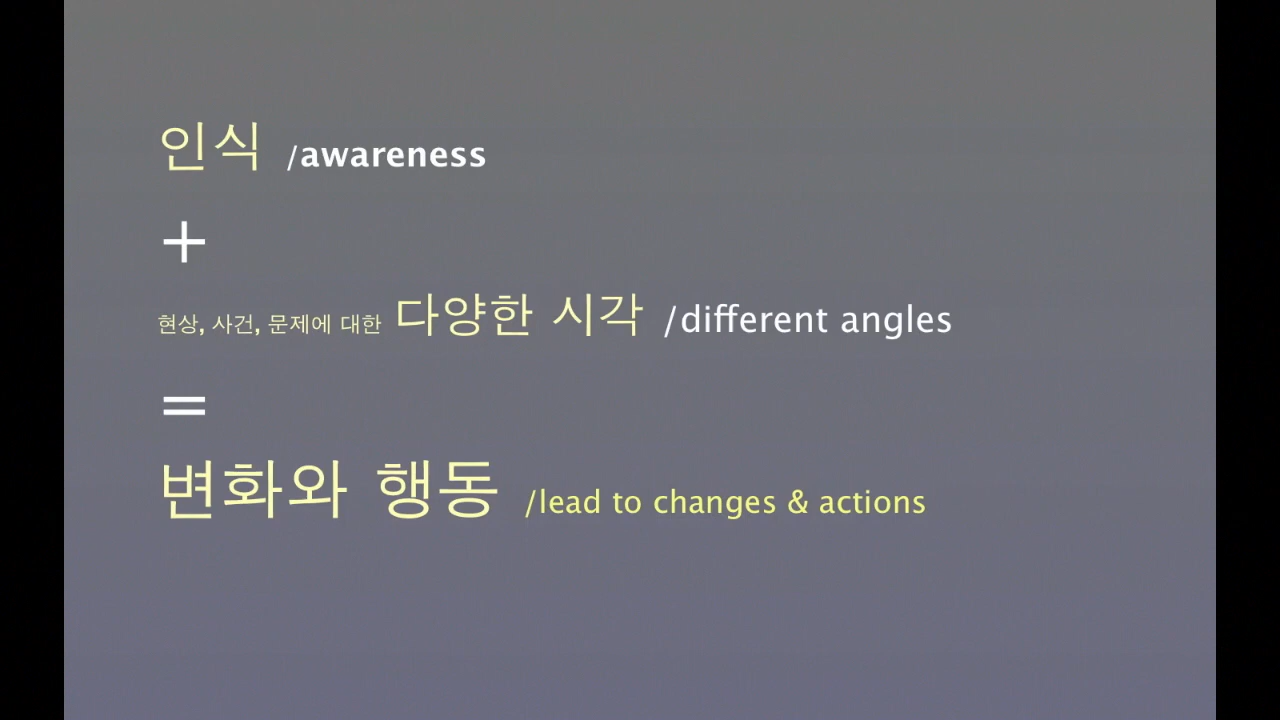 인식 /awareness
+
현상, 사건, 문제에 대한 다양한 시각 /different angles
=
변화와 행동 /lead to changes & actions